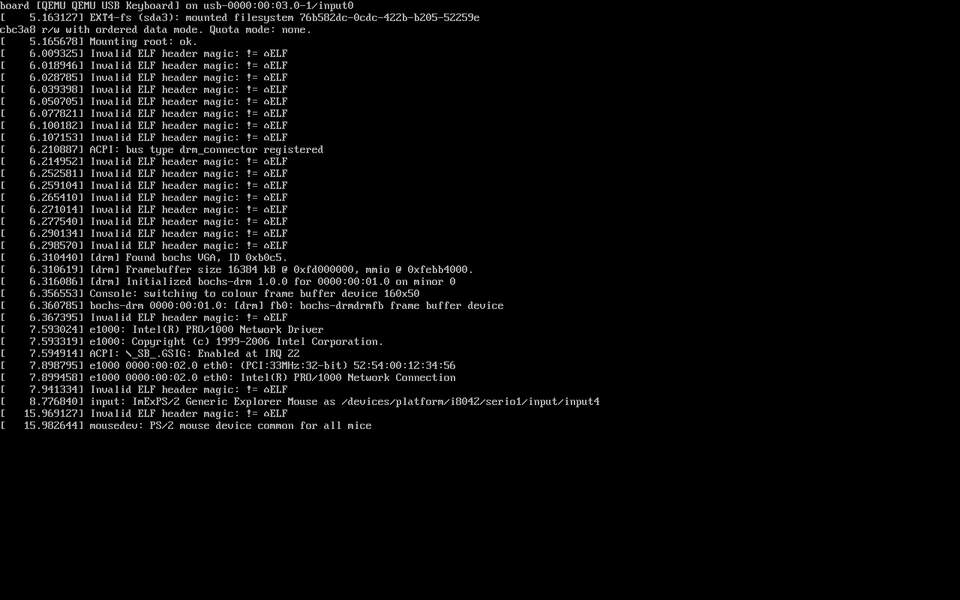 board [QEMU QEMU USB Keyboard] on usb-0000:00:03.0-1/input0
[    5.163127] EXT4-fs (sda3): mounted filesystem 76b582dc-0cdc-422b-b205-52259e
cbc3a8 r/w with ordered data mode. Quota mode: none.
[    5.165678] Mounting root: ok.
[    6.009325] Invalid ELF header magic: != ⌂ELF
[    6.018946] Invalid ELF header magic: != ⌂ELF
[    6.028785] Invalid ELF header magic: != ⌂ELF
[    6.039398] Invalid ELF header magic: != ⌂ELF
[    6.050705] Invalid ELF header magic: != ⌂ELF
[    6.077821] Invalid ELF header magic: != ⌂ELF
[    6.100182] Invalid ELF header magic: != ⌂ELF
[    6.107153] Invalid ELF header magic: != ⌂ELF
[    6.210887] ACPI: bus type drm_connector registered
[    6.214952] Invalid ELF header magic: != ⌂ELF
[    6.252581] Invalid ELF header magic: != ⌂ELF
[    6.259104] Invalid ELF header magic: != ⌂ELF
[    6.265410] Invalid ELF header magic: != ⌂ELF
[    6.271014] Invalid ELF header magic: != ⌂ELF
[    6.277540] Invalid ELF header magic: != ⌂ELF
[    6.290134] Invalid ELF header magic: != ⌂ELF
[    6.298570] Invalid ELF header magic: != ⌂ELF
[    6.310440] [drm] Found bochs VGA, ID 0xb0c5.
[    6.310619] [drm] Framebuffer size 16384 kB @ 0xfd000000, mmio @ 0xfebb4000.
[    6.316086] [drm] Initialized bochs-drm 1.0.0 for 0000:00:01.0 on minor 0
[    6.356553] Console: switching to colour frame buffer device 160x50
[    6.360785] bochs-drm 0000:00:01.0: [drm] fb0: bochs-drmdrmfb frame buffer device
[    6.367395] Invalid ELF header magic: != ⌂ELF
[    7.593024] e1000: Intel(R) PRO/1000 Network Driver
[    7.593319] e1000: Copyright (c) 1999-2006 Intel Corporation.
[    7.594914] ACPI: \_SB_.GSIG: Enabled at IRQ 22
[    7.898795] e1000 0000:00:02.0 eth0: (PCI:33MHz:32-bit) 52:54:00:12:34:56
[    7.899458] e1000 0000:00:02.0 eth0: Intel(R) PRO/1000 Network Connection
[    7.941334] Invalid ELF header magic: != ⌂ELF
[    8.776840] input: ImExPS/2 Generic Explorer Mouse as /devices/platform/i8042/serio1/input/input4
[   15.969127] Invalid ELF header magic: != ⌂ELF
[   15.982644] mousedev: PS/2 mouse device common for all mice